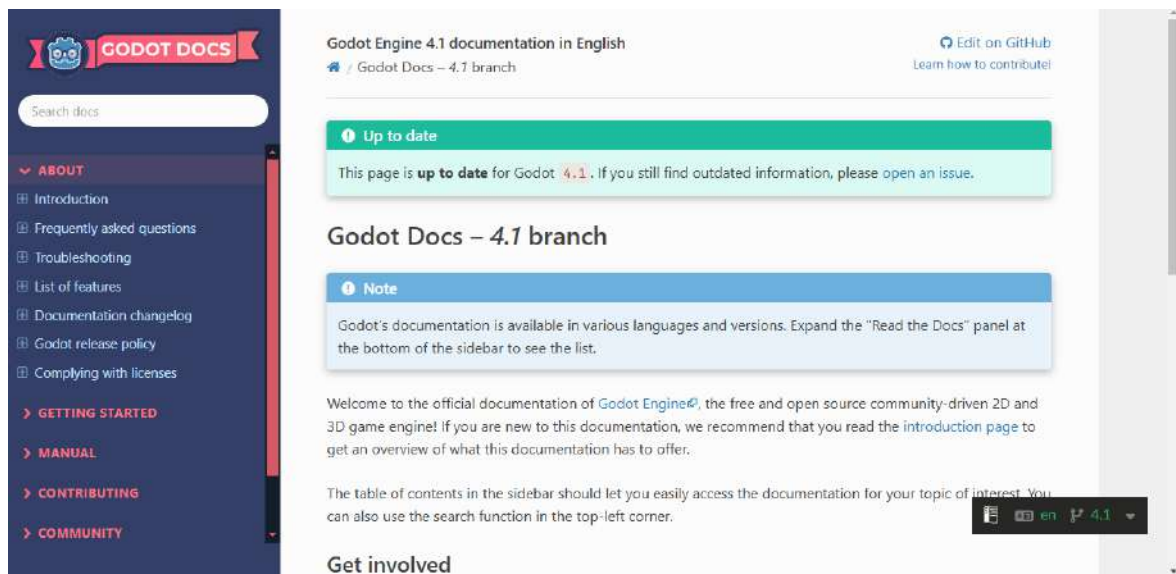 GODOT DOCS
Search docs
ABOUT
Introduction
Frequently asked questions
Troubleshooting
List of features
Documentation changelog
Godot release policy
Complying with licenses
GETTING STARTED
MANUAL
CONTRIBUTING
COMMUNITY
Godot Engine 4.1 documentation in English
Edit on GitHub
/ Godot Docs – 4.1 branch
Learn how to contribute!
Up to date
This page is up to date for Godot 4.1. If you still find outdated information, please open an issue.
Godot Docs – 4.1 branch
Note
Godot's documentation is available in various languages and versions. Expand the "Read the Docs" panel at
the bottom of the sidebar to see the list.
Welcome to the official documentation of Godot Engine, the free and open source community-driven 2D and
3D game engine! If you are new to this documentation, we recommend that you read the introduction page to
get an overview of what this documentation has to offer.
The table of contents in the sidebar should let you easily access the documentation for your topic of interest. You
can also use the search function in the top-left corner.
en 4.1
Get involved